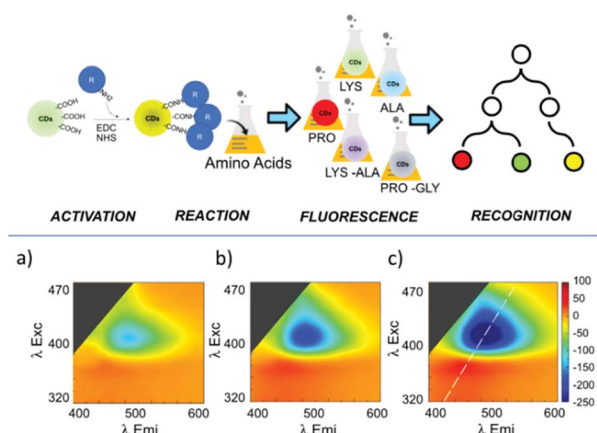 R
NH2
CDs
-COOH
-COOH
-COOH
EDC
NHS
CDs
-CONH
-CONH
-CONH
R
R
R
Amino Acids
CDs
LYS
CDs
ALA
CDs
PRO
CDs
LYS -ALA
CDs
PRO -GLY
ACTIVATION REACTION FLUORESCENCE RECOGNITION
a) b) c)
λ Exc
470
400
320
400 500 600
λ Emi
λ Exc
470
400
320
400 500 600
λ Emi
λ Exc
470
400
320
400 500 600
λ Emi
100
50
0
-50
-100
-150
-200
-250